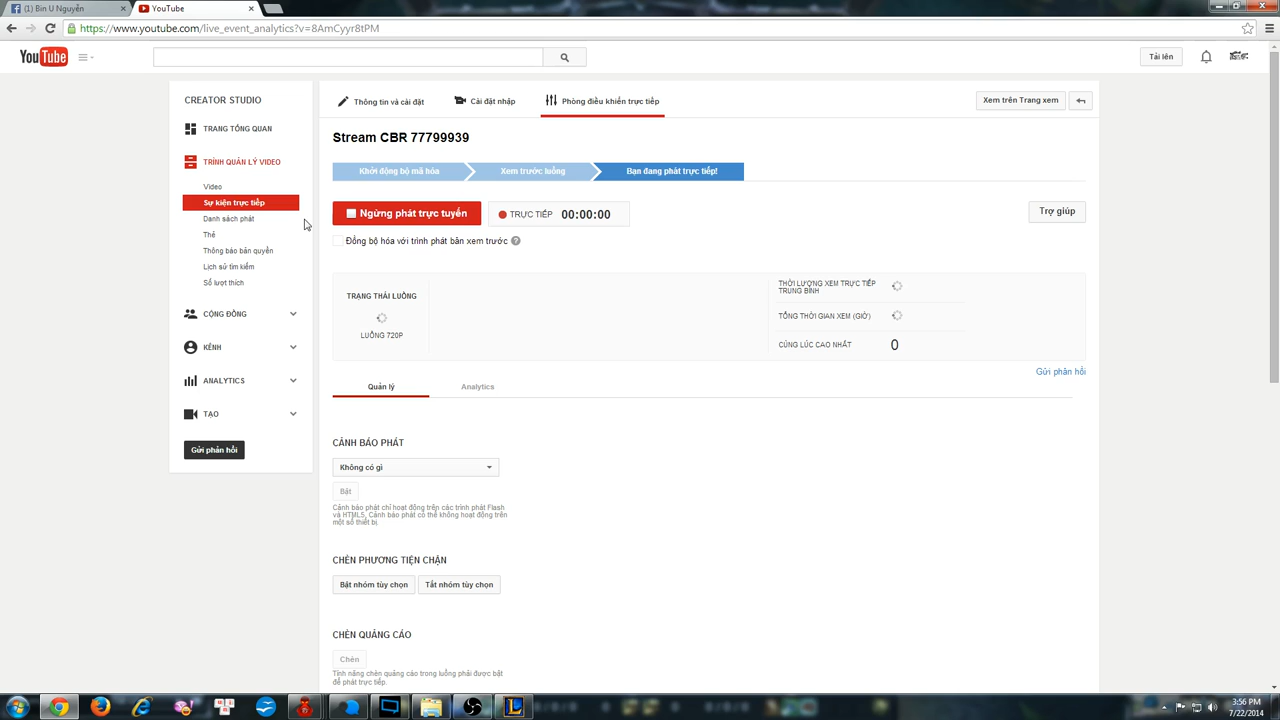 (1) Bin U Nguyễn
YouTube
https://www.youtube.com/live_event_analytics?v=8AmCyyr8tPM
YouTube
Tải lên
CREATOR STUDIO
TRANG TỔNG QUAN
TRÌNH QUẢN LÝ VIDEO
Video
Sự kiện trực tiếp
Danh sách phát
Thẻ
Thông báo bản quyền
Lịch sử tìm kiếm
Số lượt thích
CỘNG ĐỒNG
KÊNH
ANALYTICS
TẠO
Gửi phản hồi
Thông tin và cài đặt
Cài đặt nhập
Phòng điều khiển trực tiếp
Xem trên Trang xem
Stream CBR 77799939
Khởi động bộ mã hóa
Xem trước luồng
Bạn đang phát trực tiếp!
Ngừng phát trực tuyến
TRỰC TIẾP 00:00:00
Trợ giúp
Đồng bộ hóa với trình phát bản xem trước ?
TRẠNG THÁI LUỒNG
LUỒNG 720P
THỜI LƯỢNG XEM TRỰC TIẾP
TRUNG BÌNH
TỔNG THỜI GIAN XEM (GIỜ)
CÙNG LÚC CAO NHẤT 0
Gửi phản hồi
Quản lý
Analytics
CẢNH BÁO PHÁT
Không có gì
Bật
Cảnh báo phát chỉ hoạt động trên các trình phát Flash
và HTML5. Cảnh báo phát có thể không hoạt động trên
một số thiết bị.
CHÈN PHƯƠNG TIỆN CHẶN
Bật nhóm tùy chọn
Tắt nhóm tùy chọn
CHÈN QUẢNG CÁO
Chèn
Tính năng chèn quảng cáo trong luồng phải được bật
để phát trực tiếp.
3:56 PM
7/22/2014